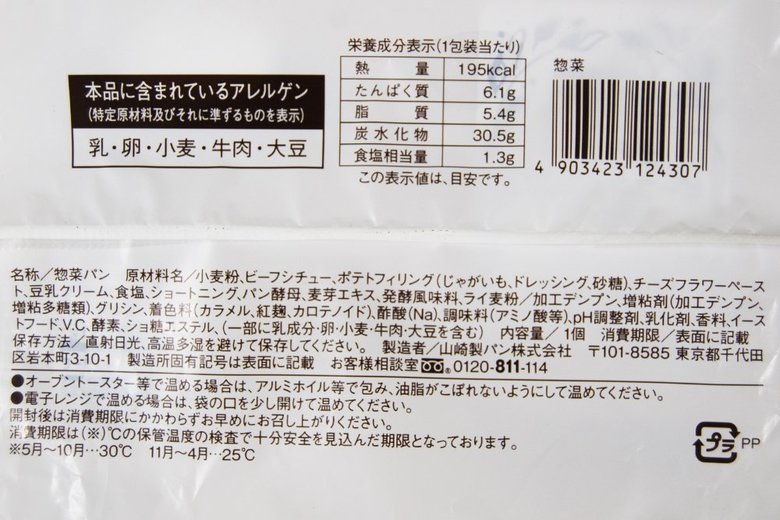 本品に含まれているアレルゲン
(特定原材料及びそれに準ずるものを表示)
乳・卵・小麦・牛肉・大豆
栄養成分表示(1包装当たり)
熱量 195kcal
たんぱく質 6.1g
脂質 5.4g
炭水化物 30.5g
食塩相当量 1.3g
この表示値は、目安です。
惣菜
4 903423 124307
名称/惣菜パン 原材料名/小麦粉、ビーフシチュー、ポテトフィリング(じゃがいも、ドレッシング、砂糖)、チーズフラワーペース
ト、豆乳クリーム、食塩、ショートニング、パン酵母、麦芽エキス、発酵風味料、ライ麦粉/加工デンプン、増粘剤(加工デンプン、
増粘多糖類)、グリシン、着色料(カラメル、紅麹、カロテノイド)、酢酸(Na)、調味料(アミノ酸等)、pH調整剤、乳化剤、香料、イー
ストフード、V.C、酵素、ショ糖エステル、(一部に乳成分・卵・小麦・牛肉・大豆を含む) 内容量/1個 消費期限/表面に記載
保存方法/直射日光、高温多湿を避けて保存してください。 製造者/山崎製パン株式会社 〒101-8585 東京都千代田
区岩本町3-10-1 製造所固有記号は表面に記載 お客様相談室 0120-811-114
●オーブントースター等で温める場合は、アルミホイル等で包み、油脂がこぼれないようにして温めてください。
●電子レンジで温める場合は、袋の口を少し開けて温めてください。
開封後は消費期限にかかわらずお早めにお召し上がりください。
消費期限は(※)℃の保管温度の検査で十分安全を見込んだ期限となっております。
※5月〜10月…30℃ 11月〜4月…25℃
プラ PP